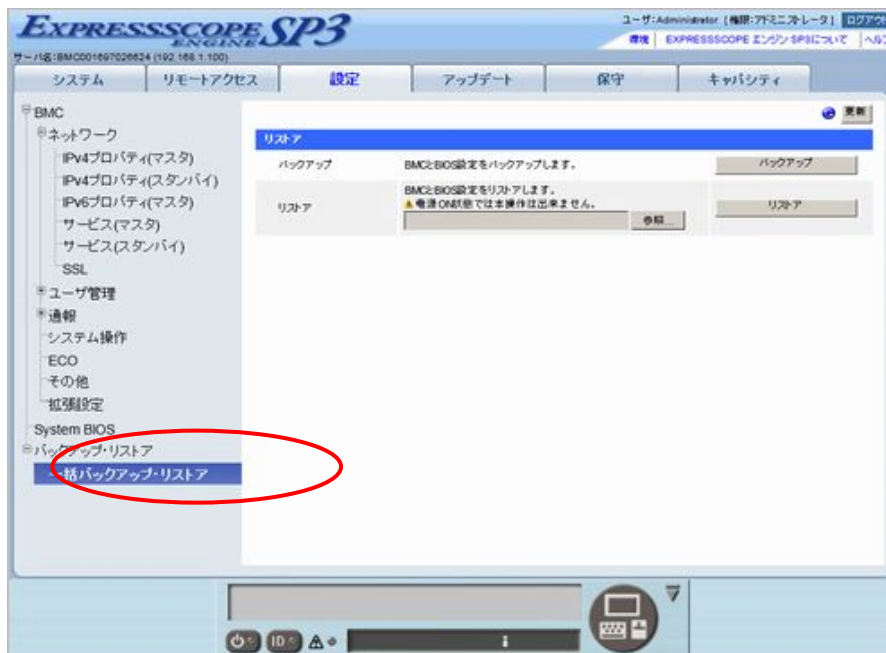 EXPRESSSCOPE
ENGINE SP3
ユーザ:Administrator [権限:アドミニストレータ] ログアウト
環境 EXPRESSSCOPE エンジン SP3について ヘルプ
サーバ名:BMC001697026624 (192.168.1.100)
システム リモートアクセス 設定 アップデート 保守 キャパシティ
更新
BMC
ネットワーク
IPv4プロパティ(マスタ)
IPv4プロパティ(スタンバイ)
IPv6プロパティ(マスタ)
サービス(マスタ)
サービス(スタンバイ)
SSL
ユーザ管理
通報
システム操作
ECO
その他
拡張設定
System BIOS
バックアップ・リストア
一括バックアップ・リストア
リストア
バックアップ BMCとBIOS設定をバックアップします。 バックアップ
リストア BMCとBIOS設定をリストアします。
電源ON状態では本操作は出来ません。
参照... リストア
ID